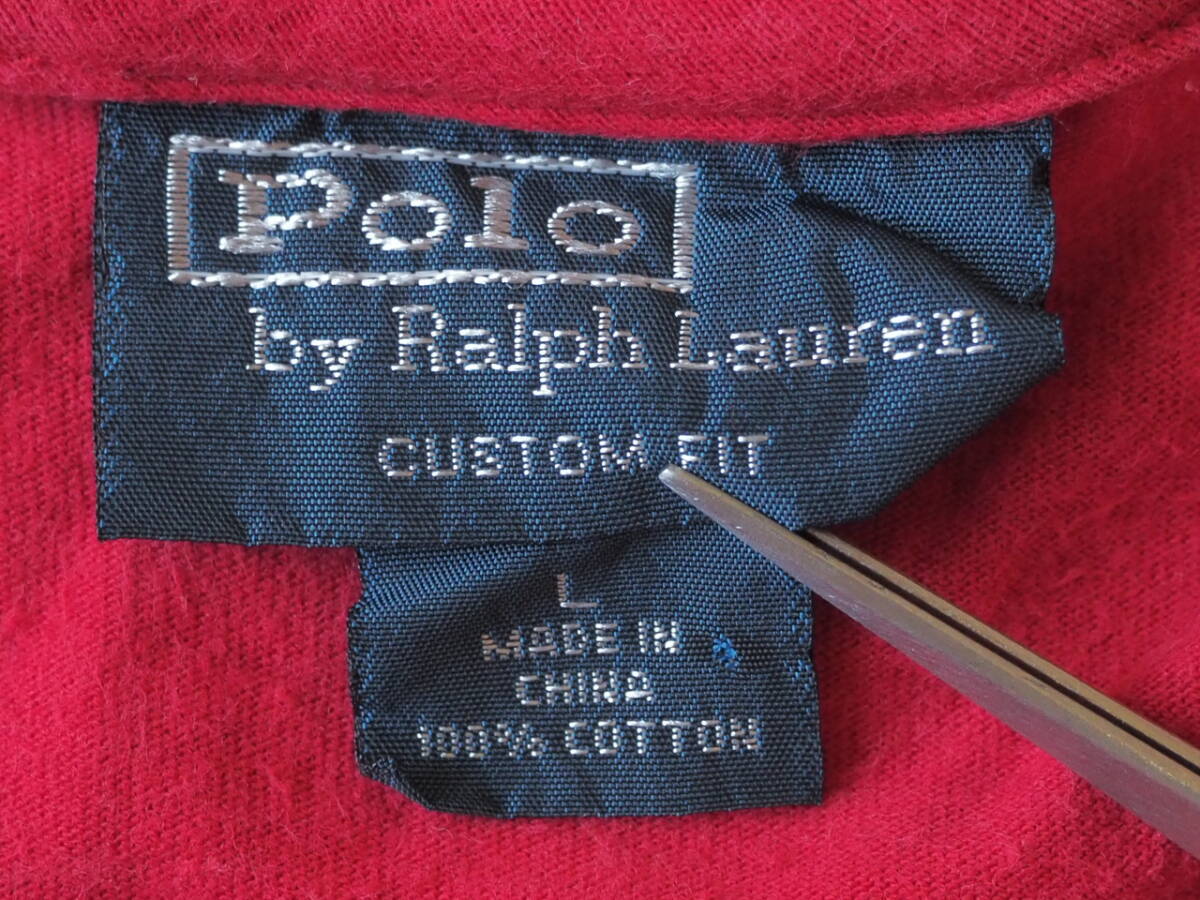 Polo
by Ralph Lauren
CUSTOM FIT
L
MADE IN
CHINA
100% COTTON